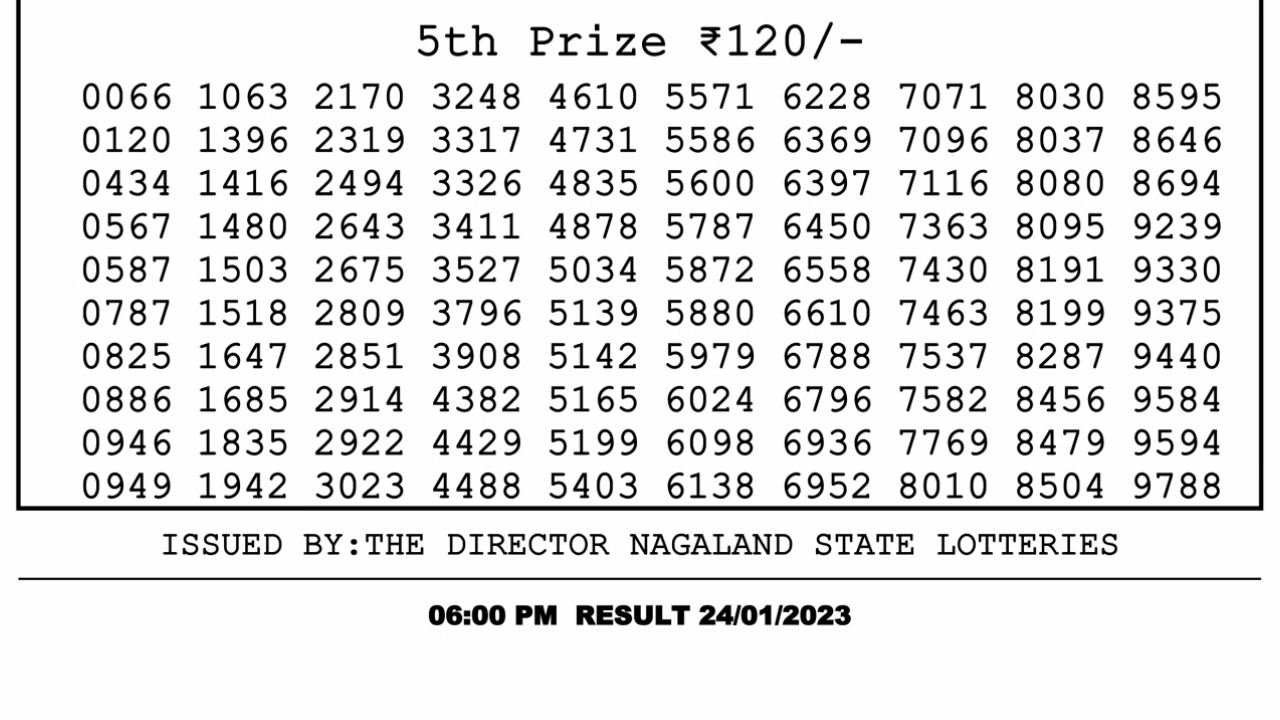 5th Prize ₹120/-
0066 1063 2170 3248 4610 5571 6228 7071 8030 8595
0120 1396 2319 3317 4731 5586 6369 7096 8037 8646
0434 1416 2494 3326 4835 5600 6397 7116 8080 8694
0567 1480 2643 3411 4878 5787 6450 7363 8095 9239
0587 1503 2675 3527 5034 5872 6558 7430 8191 9330
0787 1518 2809 3796 5139 5880 6610 7463 8199 9375
0825 1647 2851 3908 5142 5979 6788 7537 8287 9440
0886 1685 2914 4382 5165 6024 6796 7582 8456 9584
0946 1835 2922 4429 5199 6098 6936 7769 8479 9594
0949 1942 3023 4488 5403 6138 6952 8010 8504 9788
ISSUED BY:THE DIRECTOR NAGALAND STATE LOTTERIES
06:00 PM RESULT 24/01/2023